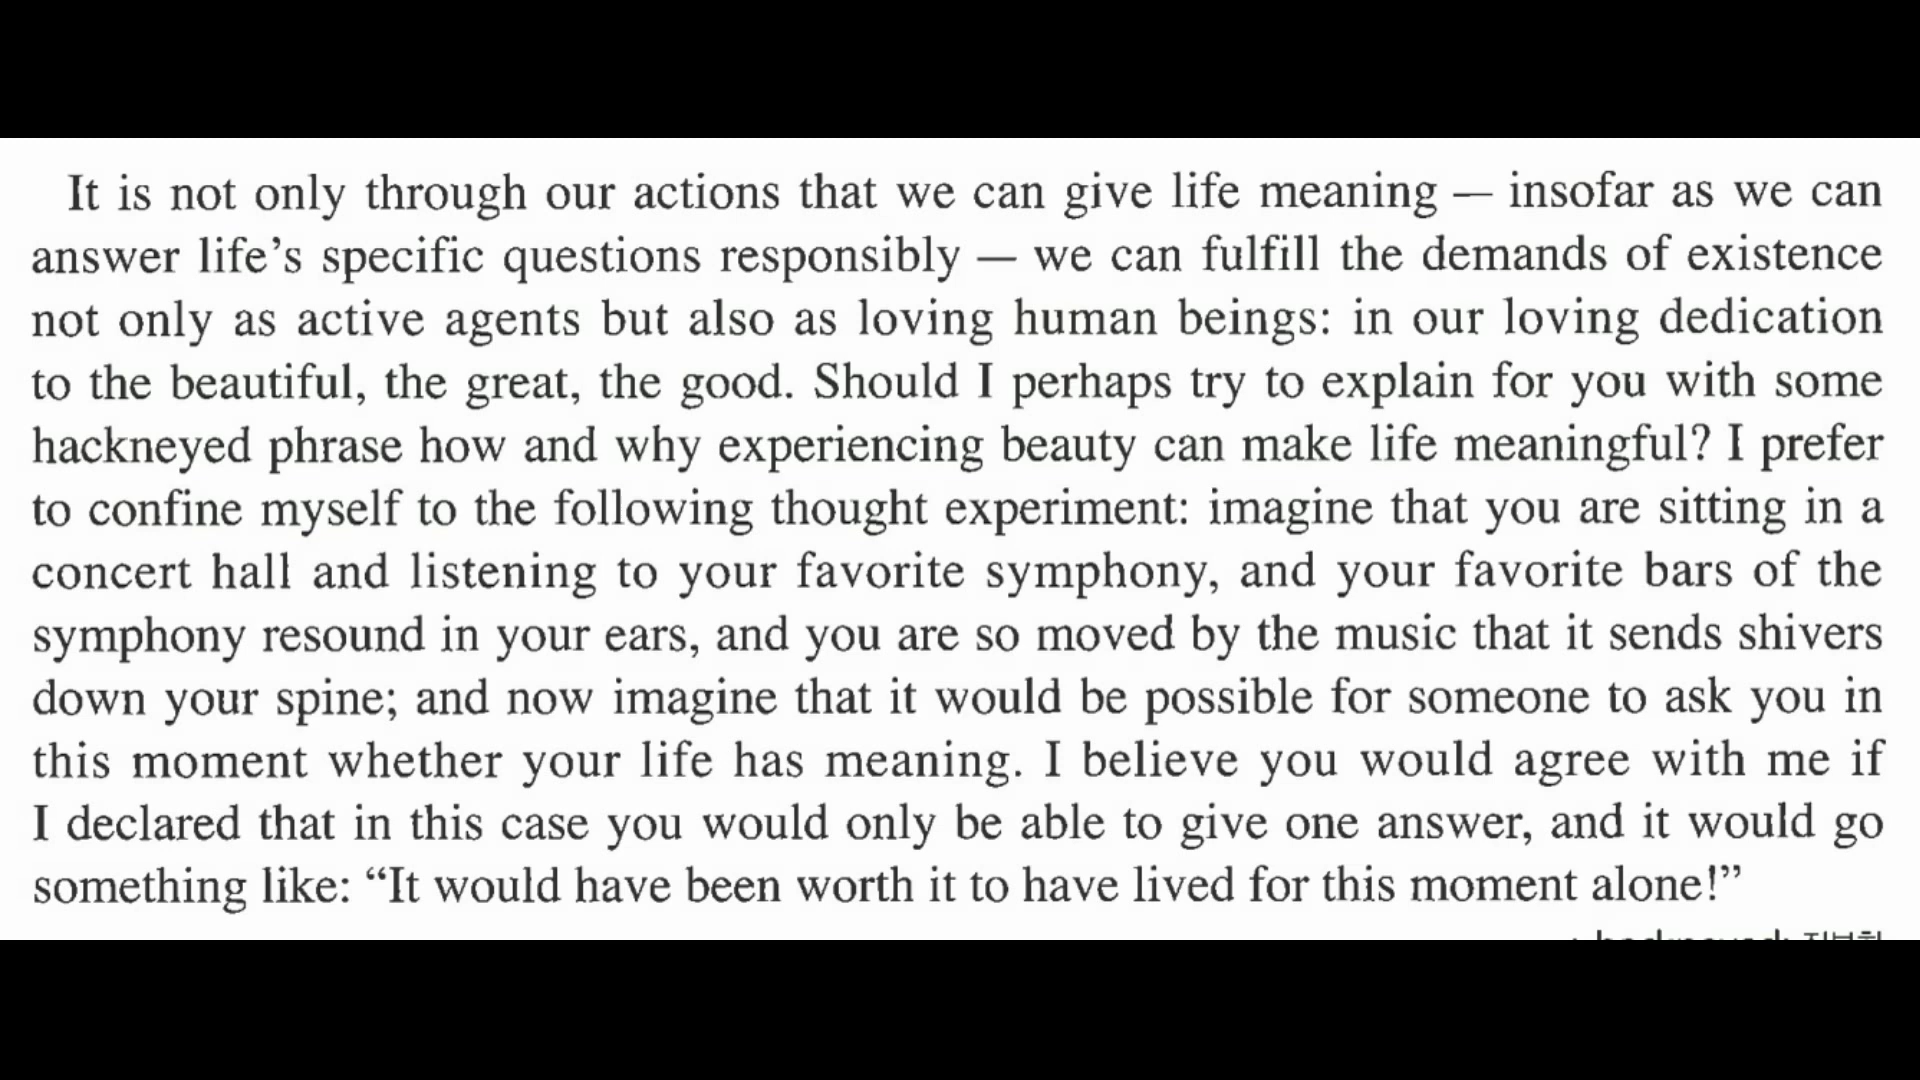 It is not only through our actions that we can give life meaning — insofar as we can
answer life’s specific questions responsibly — we can fulfill the demands of existence
not only as active agents but also as loving human beings: in our loving dedication
to the beautiful, the great, the good. Should I perhaps try to explain for you with some
hackneyed phrase how and why experiencing beauty can make life meaningful? I prefer
to confine myself to the following thought experiment: imagine that you are sitting in a
concert hall and listening to your favorite symphony, and your favorite bars of the
symphony resound in your ears, and you are so moved by the music that it sends shivers
down your spine; and now imagine that it would be possible for someone to ask you in
this moment whether your life has meaning. I believe you would agree with me if
I declared that in this case you would only be able to give one answer, and it would go
something like: “It would have been worth it to have lived for this moment alone!”